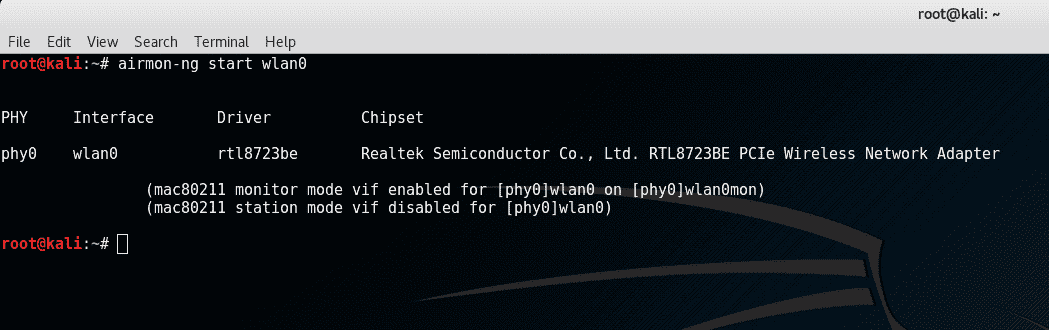 root@kali: ~
File Edit View Search Terminal Help
root@kali:~# airmon-ng start wlan0
PHY Interface Driver Chipset
phy0 wlan0 rtl8723be Realtek Semiconductor Co., Ltd. RTL8723BE PCIe Wireless Network Adapter
(mac80211 monitor mode vif enabled for [phy0]wlan0 on [phy0]wlan0mon)
(mac80211 station mode vif disabled for [phy0]wlan0)
root@kali:~#